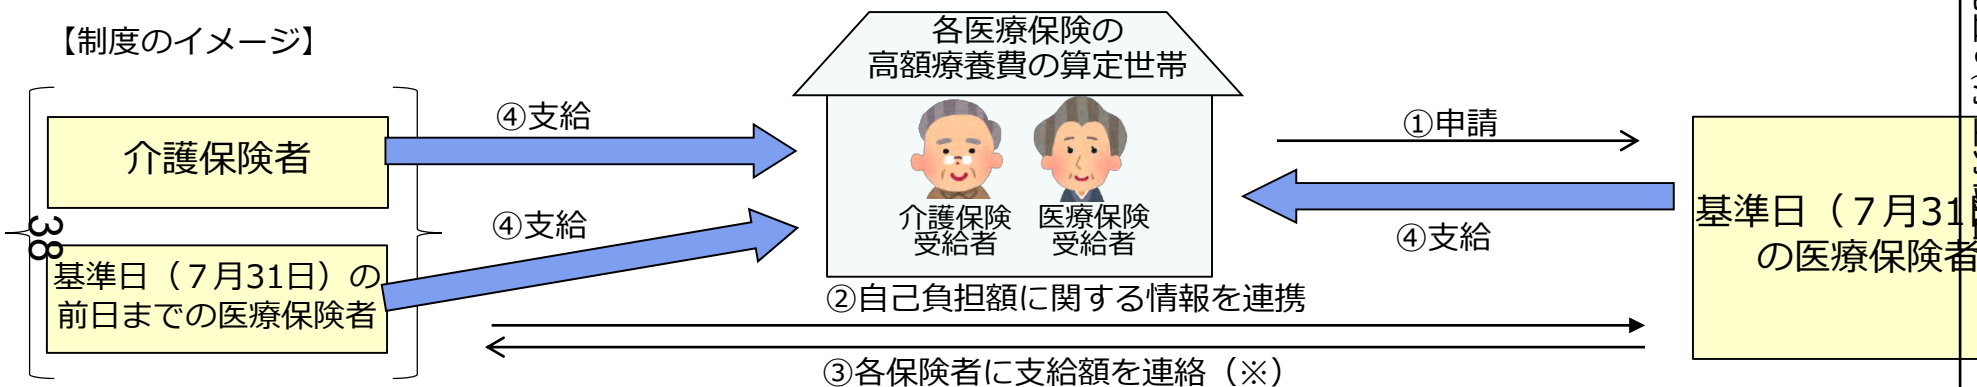 【制度のイメージ】
各医療保険の
高額療養費の算定世帯
介護保険者
④支給
①申請
介護保険
受給者
医療保険
受給者
④支給
④支給
基準日（７月31日
の医療保険者
38
基準日（７月31日）の
前日までの医療保険者
②自己負担額に関する情報を連携
③各保険者に支給額を連絡（※）